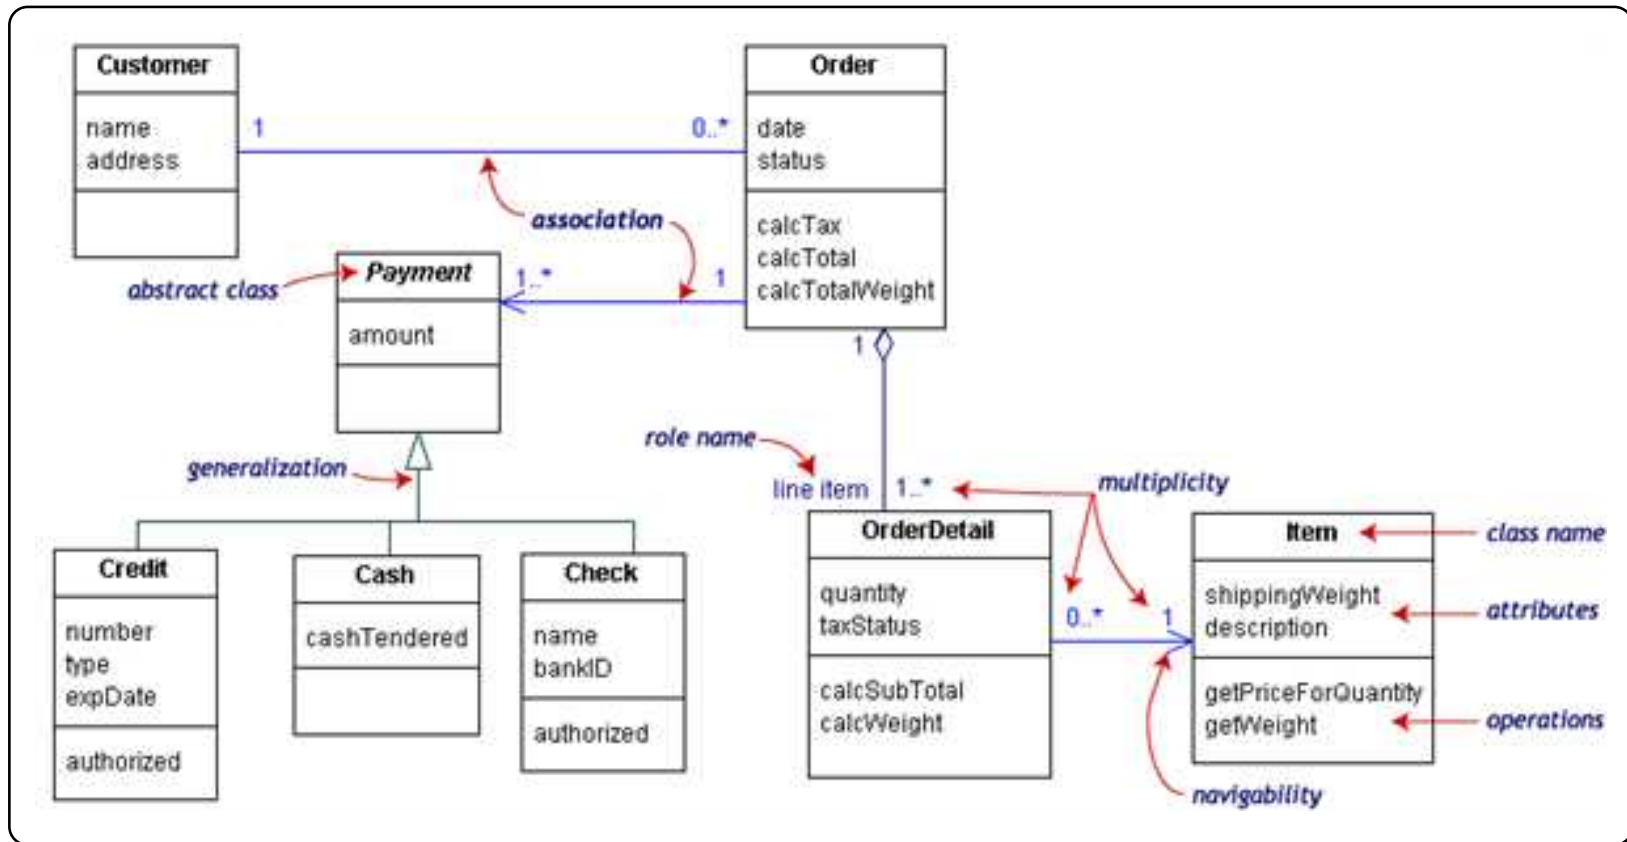 Customer
name
address
1
0..*
association
Order
date
status
calcTax
calcTotal
calcTotalWeight
abstract class
Payment
amount
1..*
1
1
generalization
role name
line item
1..*
multiplicity
Credit
number
type
expDate
authorized
Cash
cashTendered
Check
name
bankID
authorized
OrderDetail
quantity
taxStatus
calcSubTotal
calcWeight
0..*
1
Item
shippingWeight
description
getPriceForQuantity
getWeight
class name
attributes
operations
navigability